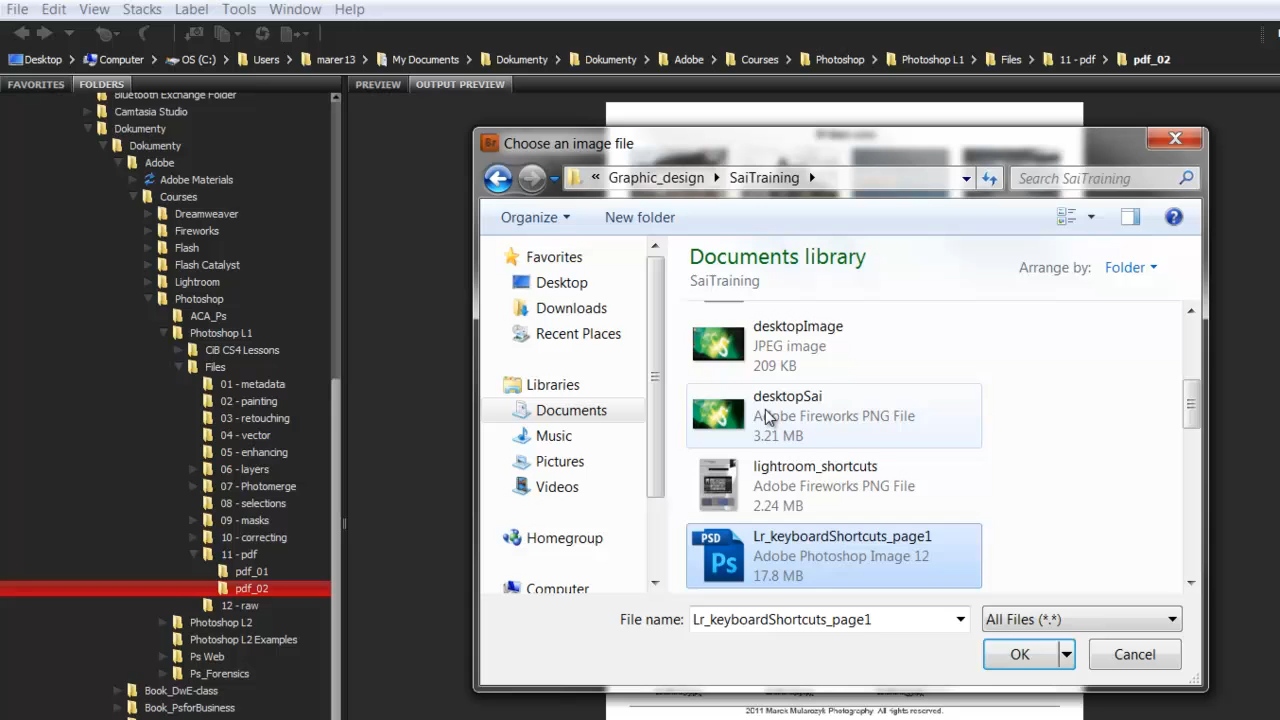 File Edit View Stacks Label Tools Window Help
Desktop Computer OS (C:) Users marer13 My Documents Dokumenty Dokumenty Adobe Courses Photoshop Photoshop L1 Files 11 - pdf pdf_02
FAVORITES FOLDERS PREVIEW OUTPUT PREVIEW
Bluetooth Exchange Folder
Camtasia Studio
Dokumenty
Dokumenty
Adobe
Adobe Materials
Courses
Dreamweaver
Fireworks
Flash
Flash Catalyst
Lightroom
Photoshop
ACA_Ps
Photoshop L1
CiB CS4 Lessons
Files
01 - metadata
02 - painting
03 - retouching
04 - vector
05 - enhancing
06 - layers
07 - Photomerge
08 - selections
09 - masks
10 - correcting
11 - pdf
pdf_01
pdf_02
12 - raw
Photoshop L2
Photoshop L2 Examples
Ps Web
Ps_Forensics
Book_DwE-class
Book_PsforBusiness
Br Choose an image file
« Graphic_design SaiTraining Search SaiTraining
Organize New folder
Favorites
Desktop
Downloads
Recent Places
Libraries
Documents
Music
Pictures
Videos
Homegroup
Computer
Documents library
SaiTraining
Arrange by: Folder
desktopImage
JPEG image
209 KB
desktopSai
Adobe Fireworks PNG File
3.21 MB
lightroom_shortcuts
Adobe Fireworks PNG File
2.24 MB
PSD
Ps
Lr_keyboardShortcuts_page1
Adobe Photoshop Image 12
17.8 MB
File name: Lr_keyboardShortcuts_page1 All Files (*.*)
OK Cancel
2011 Marek Mularczyk Photography. All rights reserved.